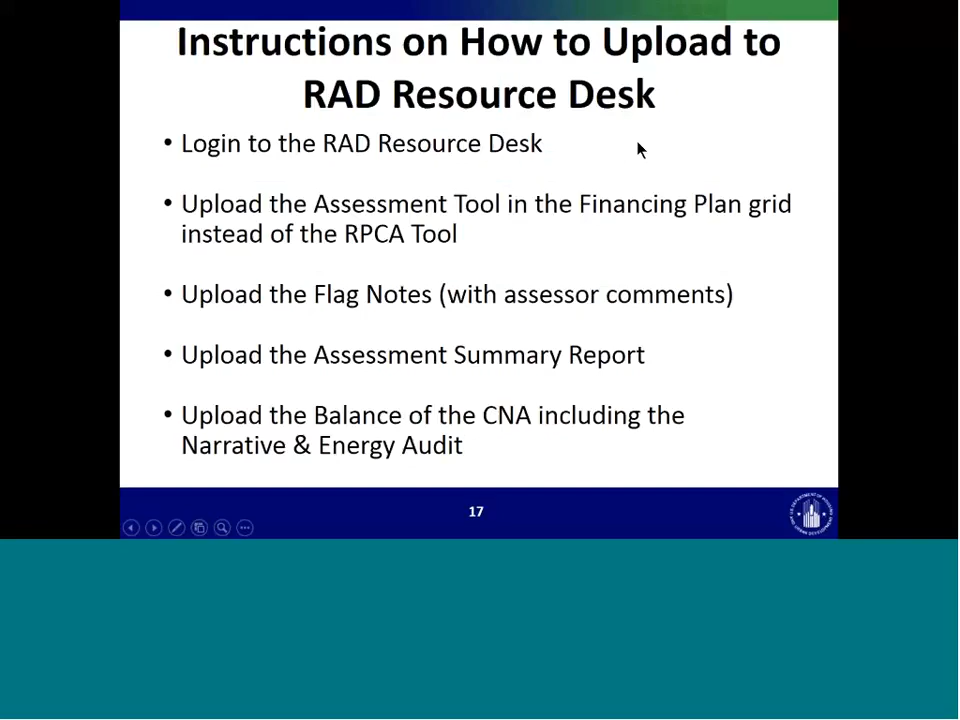 Instructions on How to Upload to
RAD Resource Desk
• Login to the RAD Resource Desk
• Upload the Assessment Tool in the Financing Plan grid
instead of the RPCA Tool
• Upload the Flag Notes (with assessor comments)
• Upload the Assessment Summary Report
• Upload the Balance of the CNA including the
Narrative & Energy Audit
17